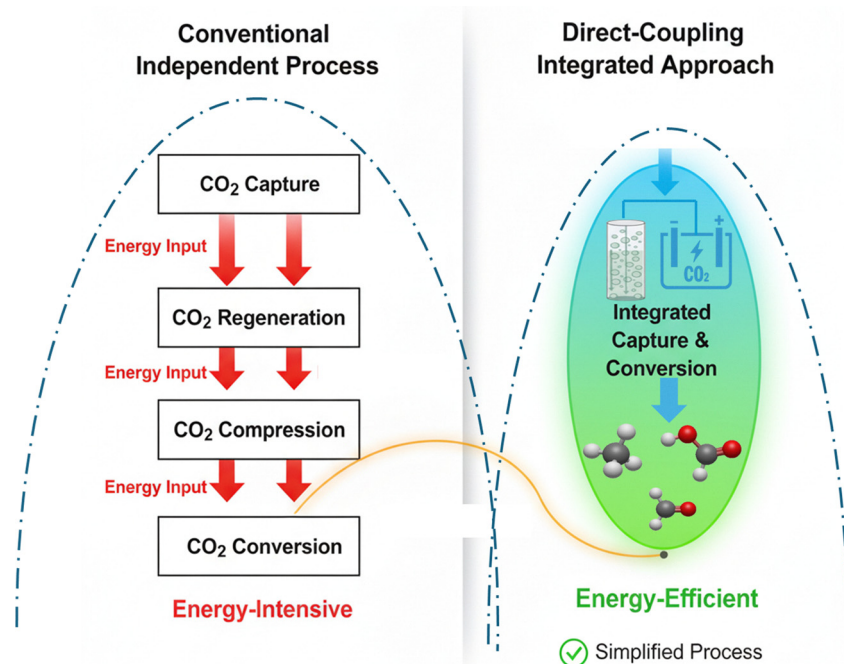 Conventional
Independent Process
CO₂ Capture
Energy Input
CO₂ Regeneration
Energy Input
CO₂ Compression
Energy Input
CO₂ Conversion
Energy-Intensive
Direct-Coupling
Integrated Approach
- +
CO₂
Integrated
Capture &
Conversion
Energy-Efficient
Simplified Process